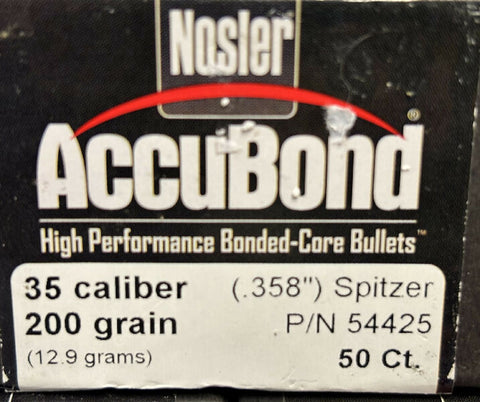 Nosler
AccuBond®
High Performance Bonded-Core Bullets™
35 caliber (.358") Spitzer
200 grain P/N 54425
(12.9 grams) 50 Ct.